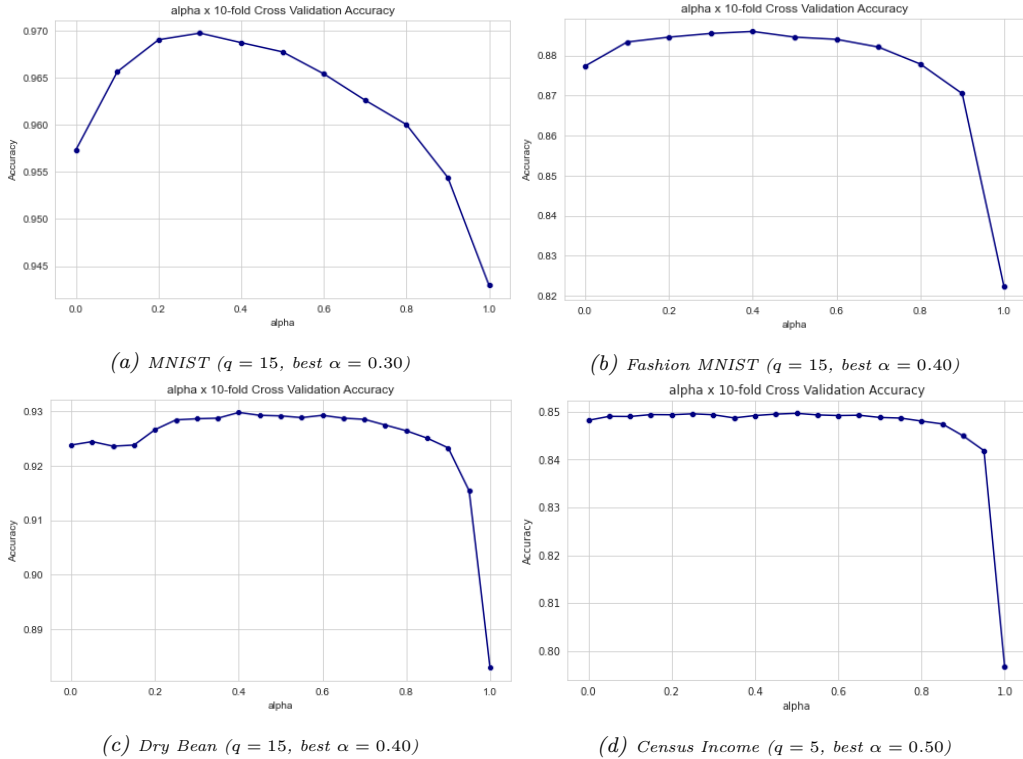 alpha x 10-fold Cross Validation Accuracy
0.970
0.965
0.960
0.955
0.950
0.945
Accuracy
0.0 0.2 0.4 0.6 0.8 1.0
alpha
(a) MNIST (q = 15, best α = 0.30)
alpha x 10-fold Cross Validation Accuracy
0.88
0.87
0.86
0.85
0.84
0.83
0.82
Accuracy
0.0 0.2 0.4 0.6 0.8 1.0
alpha
(b) Fashion MNIST (q = 15, best α = 0.40)
alpha x 10-fold Cross Validation Accuracy
0.93
0.92
0.91
0.90
0.89
Accuracy
0.0 0.2 0.4 0.6 0.8 1.0
alpha
(c) Dry Bean (q = 15, best α = 0.40)
alpha x 10-fold Cross Validation Accuracy
0.85
0.84
0.83
0.82
0.81
0.80
Accuracy
0.0 0.2 0.4 0.6 0.8 1.0
alpha
(d) Census Income (q = 5, best α = 0.50)